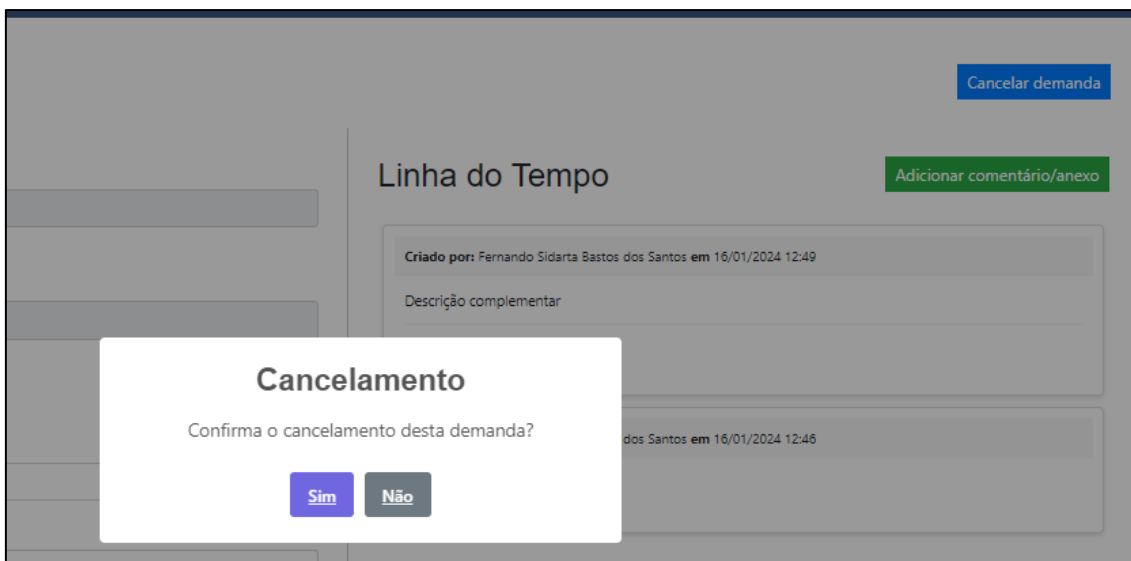 Cancelar demanda
Linha do Tempo
Adicionar comentário/anexo
Criado por: Fernando Sidarta Bastos dos Santos em 16/01/2024 12:49
Descrição complementar
Cancelamento
Confirma o cancelamento desta demanda?
dos Santos em 16/01/2024 12:46
Sim
Não